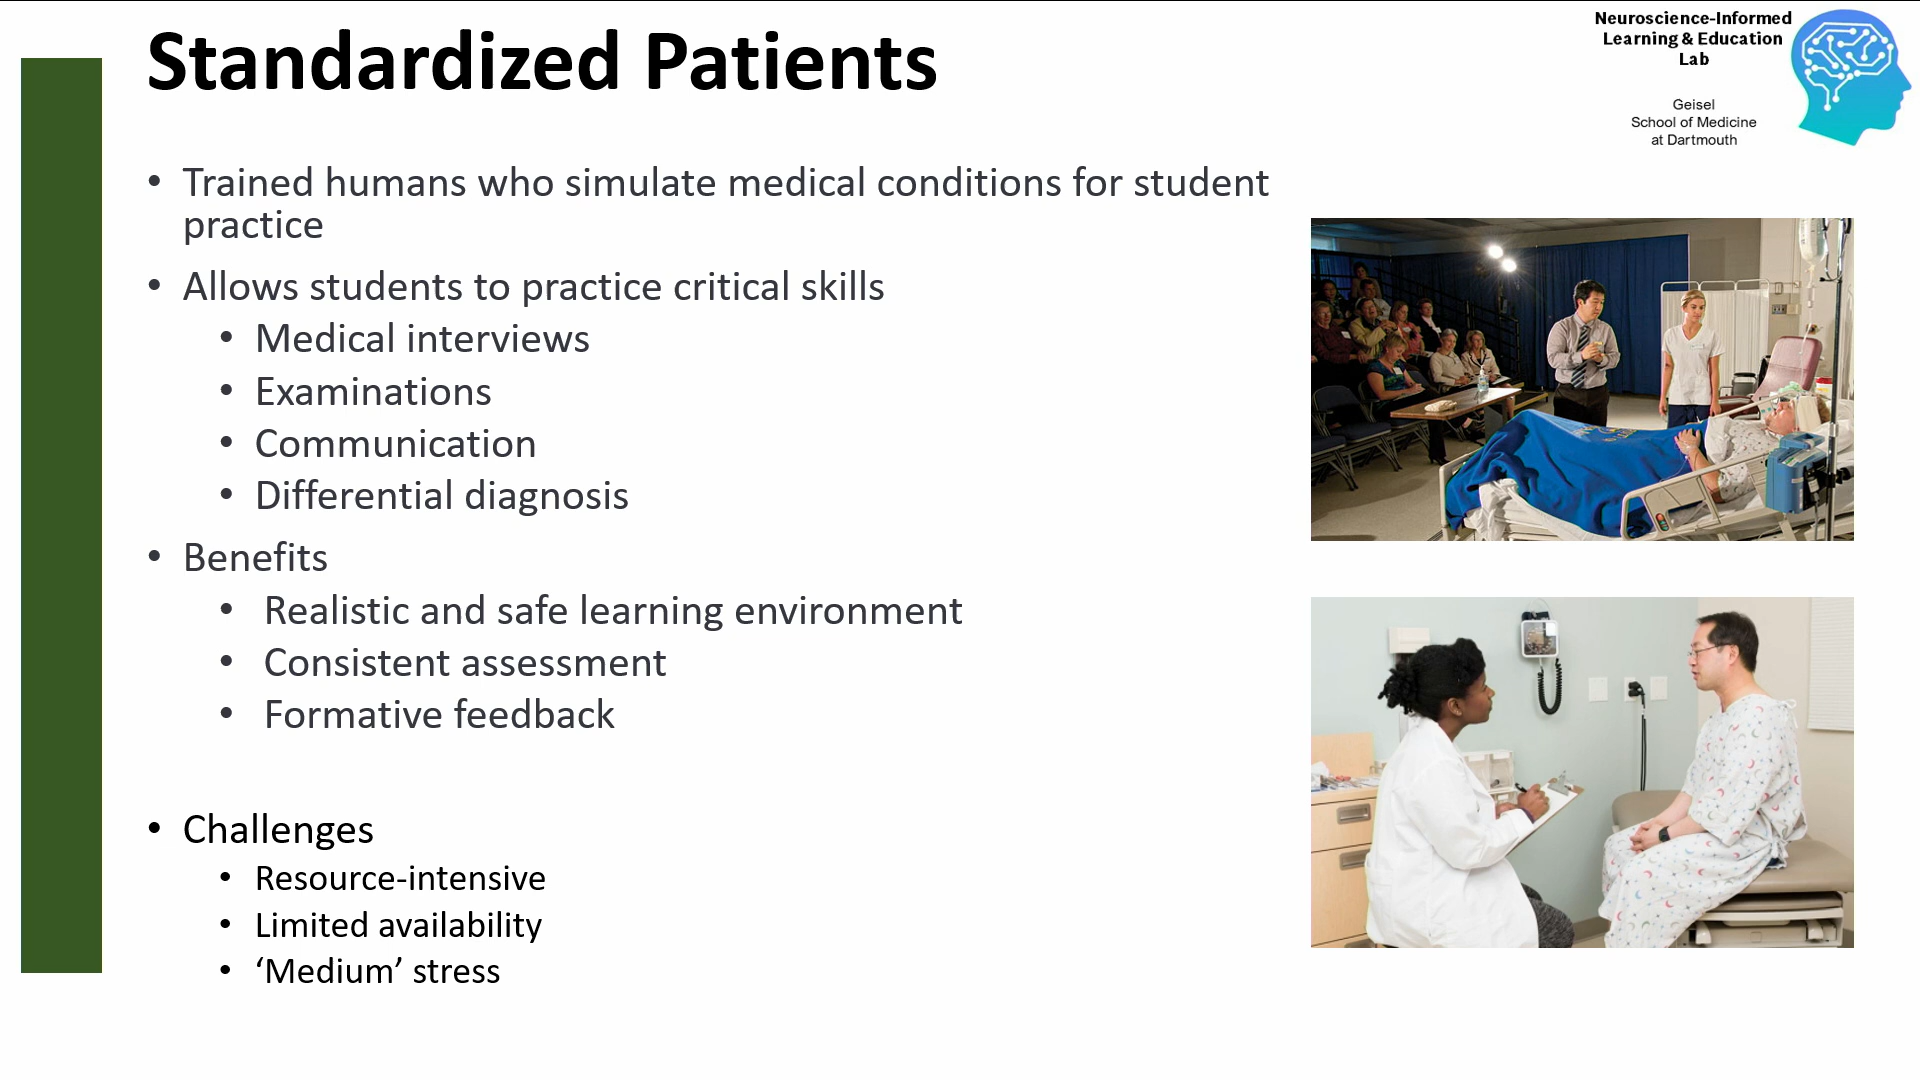 Standardized Patients
Neuroscience-Informed
Learning & Education
Lab
Geisel
School of Medicine
at Dartmouth
• Trained humans who simulate medical conditions for student
practice
• Allows students to practice critical skills
• Medical interviews
• Examinations
• Communication
• Differential diagnosis
• Benefits
• Realistic and safe learning environment
• Consistent assessment
• Formative feedback
• Challenges
• Resource-intensive
• Limited availability
• ‘Medium’ stress